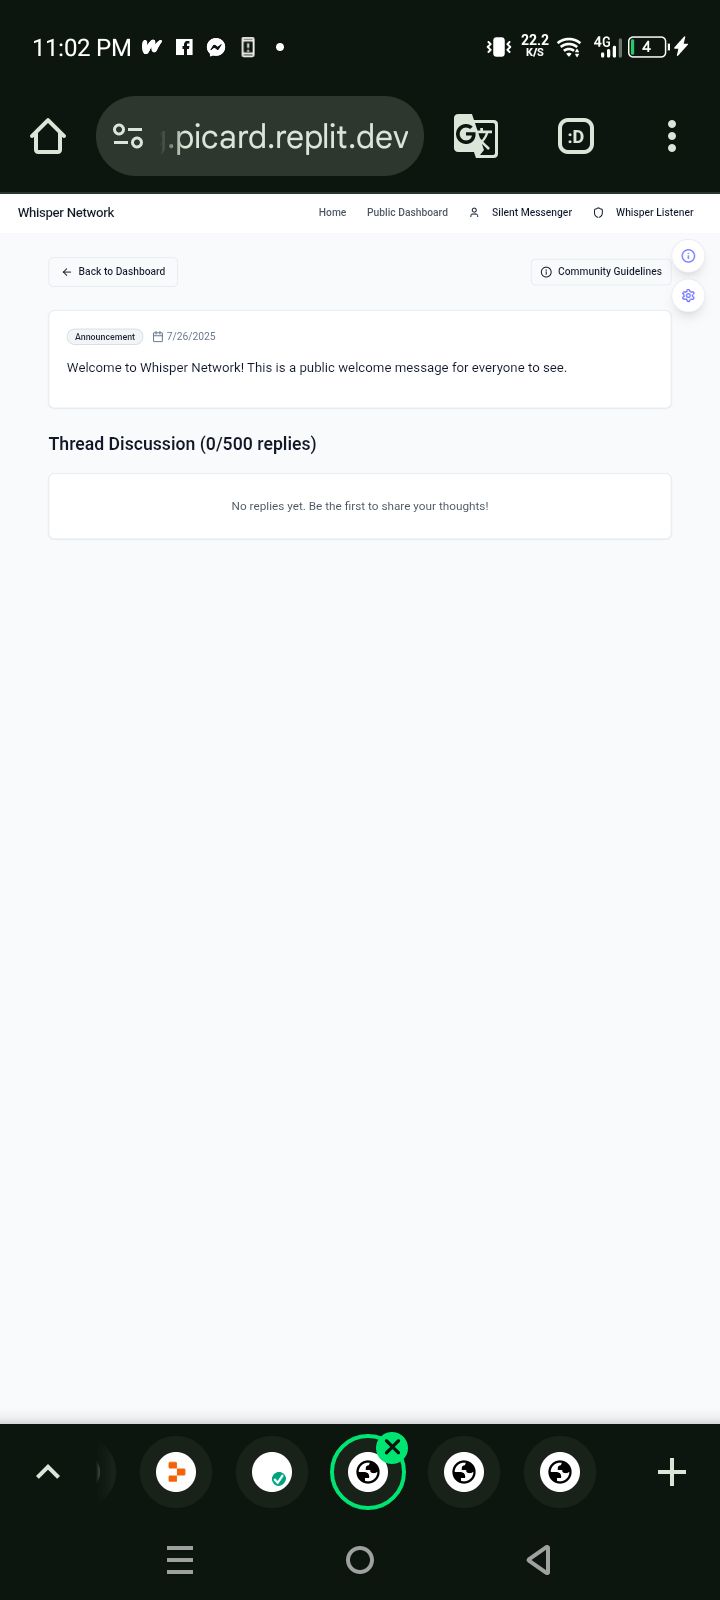 11:02 PM 22.2 K/S 4G 4
.picard.replit.dev :D
Whisper Network Home Public Dashboard Silent Messenger Whisper Listener
Back to Dashboard Community Guidelines
Announcement 7/26/2025
Welcome to Whisper Network! This is a public welcome message for everyone to see.
Thread Discussion (0/500 replies)
No replies yet. Be the first to share your thoughts!